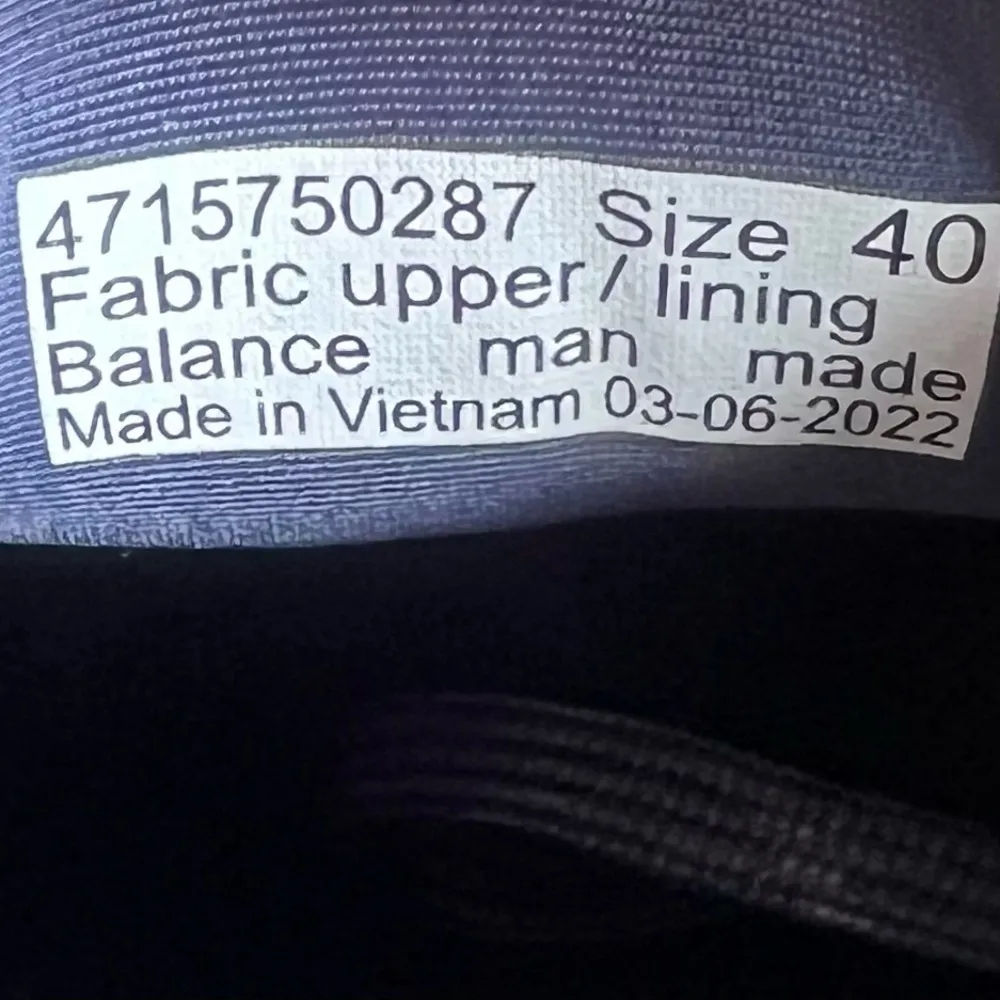 4715750287 Size 40
Fabric upper/ lining
Balance man made
Made in Vietnam 03-06-2022